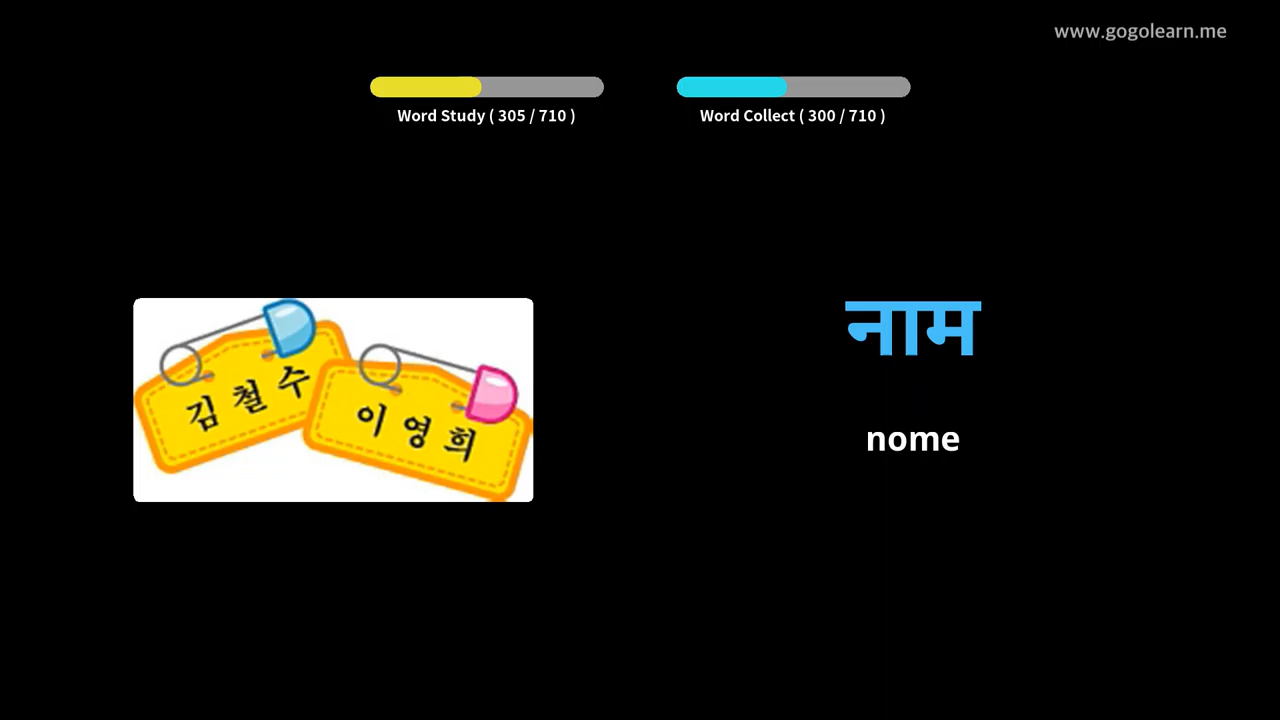 www.gogolearn.me
Word Study ( 305 / 710 )
Word Collect ( 300 / 710 )
김철수
이영희
नाम
nome